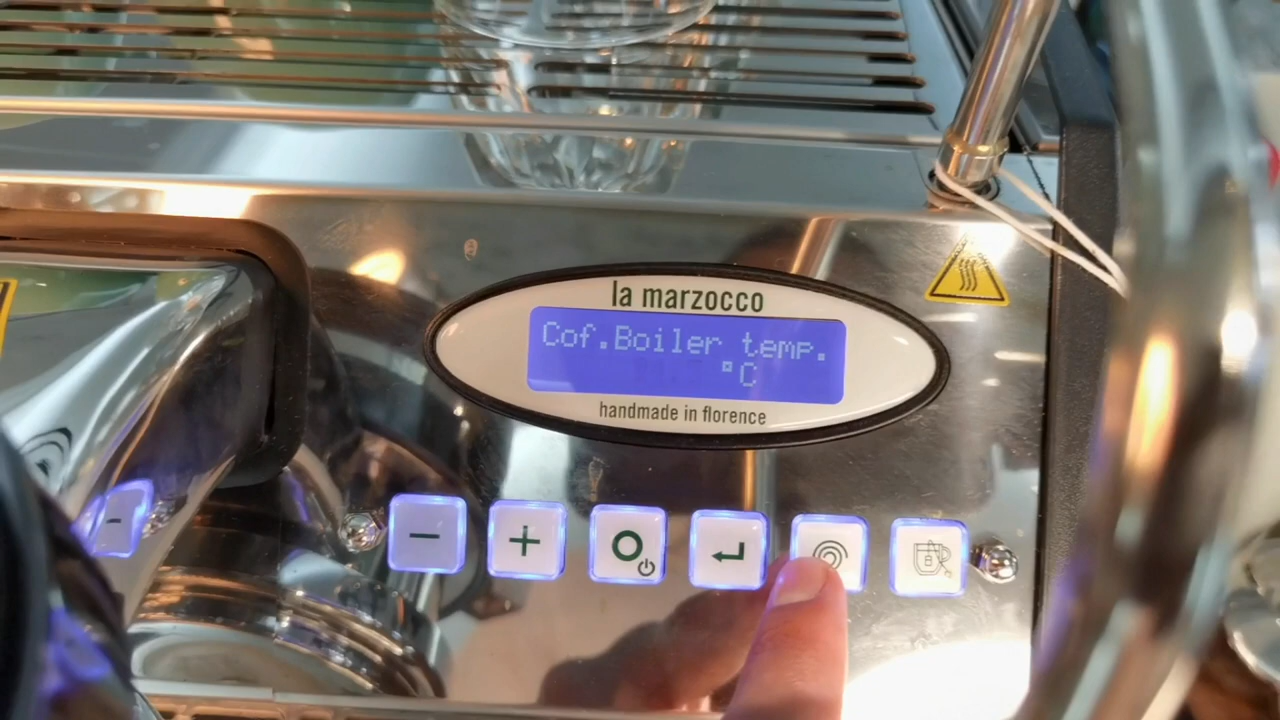 la marzocco
Cof.Boiler temp.
°C
handmade in florence
− + ↵